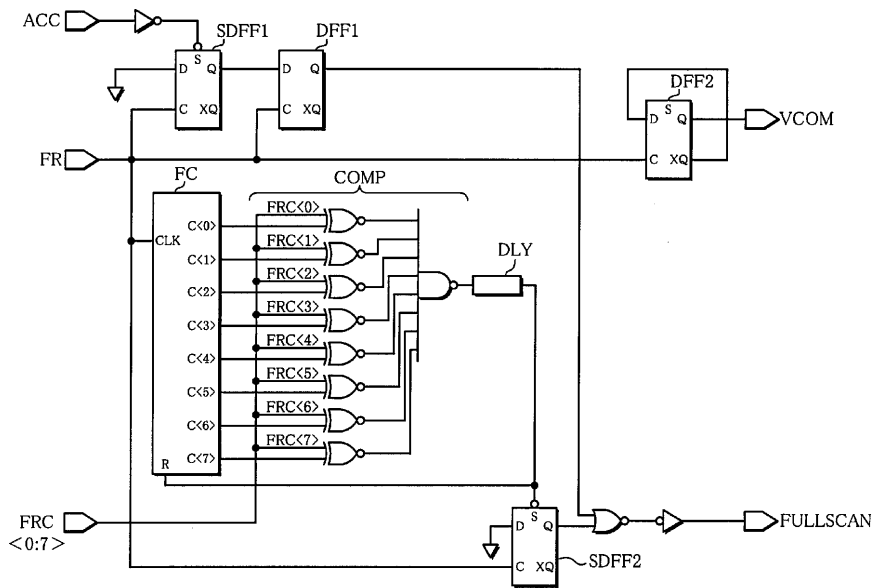 ACC
SDFF1
DFF1
S
D Q
C XQ
D Q
C XQ
DFF2
S
D Q
C XQ
VCOM
FR
FC
COMP
CLK
C<0>
C<1>
C<2>
C<3>
C<4>
C<5>
C<6>
C<7>
R
FRC<0>
FRC<1>
FRC<2>
FRC<3>
FRC<4>
FRC<5>
FRC<6>
FRC<7>
DLY
FRC
<0:7>
S
D Q
C XQ
SDFF2
FULLSCAN